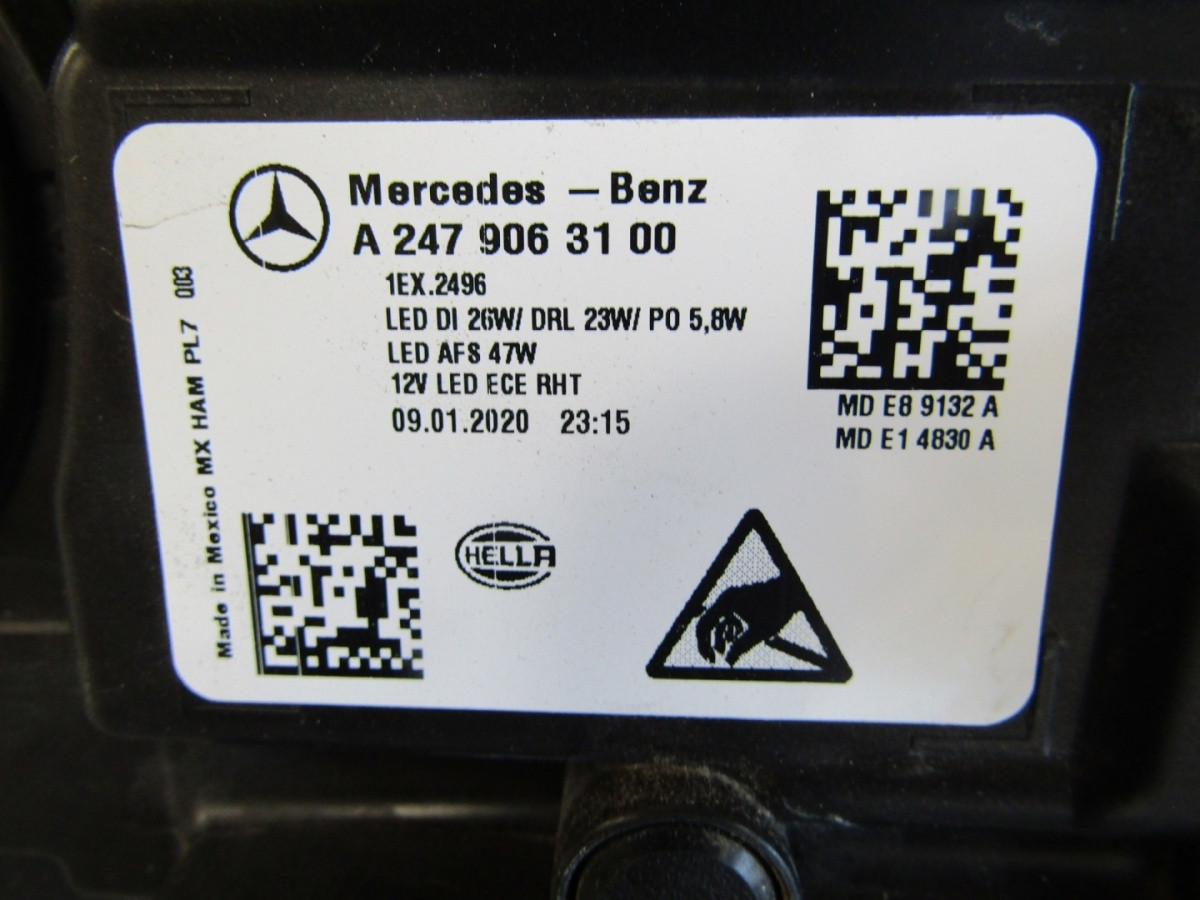 Mercedes - Benz
A 247 906 31 00
1EX.2496
LED DI 26W/ DRL 23W/ PO 5,8W
LED AFS 47W
12V LED ECE RHT
09.01.2020 23:15
MD E8 9132 A
MD E1 4830 A
Made in Mexico MX HAM PL7 003
HELLA